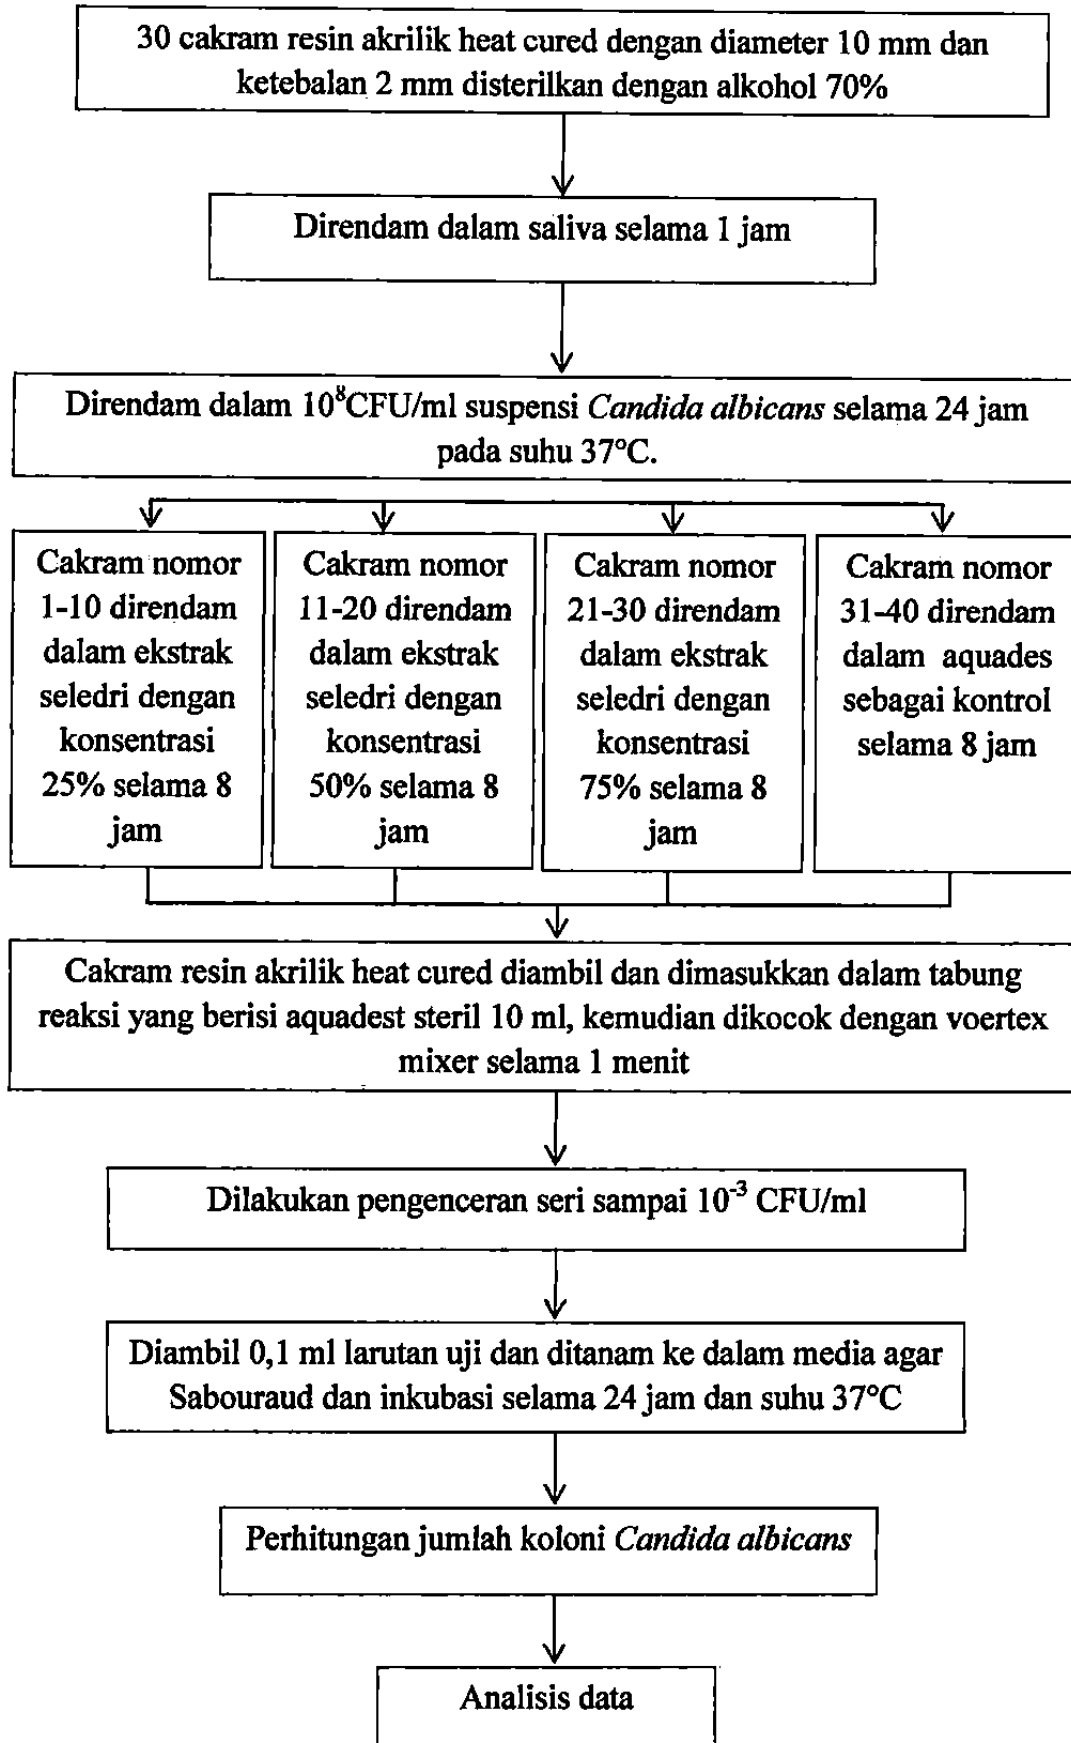 30 cakram resin akrilik heat cured dengan diameter 10 mm dan
ketebalan 2 mm disterilkan dengan alkohol 70%
Direndam dalam saliva selama 1 jam
Direndam dalam 10⁸CFU/ml suspensi Candida albicans selama 24 jam
pada suhu 37°C.
Cakram nomor
1-10 direndam
dalam ekstrak
seledri dengan
konsentrasi
25% selama 8
jam
Cakram nomor
11-20 direndam
dalam ekstrak
seledri dengan
konsentrasi
50% selama 8
jam
Cakram nomor
21-30 direndam
dalam ekstrak
seledri dengan
konsentrasi
75% selama 8
jam
Cakram nomor
31-40 direndam
dalam aquades
sebagai kontrol
selama 8 jam
Cakram resin akrilik heat cured diambil dan dimasukkan dalam tabung
reaksi yang berisi aquadest steril 10 ml, kemudian dikocok dengan voertex
mixer selama 1 menit
Dilakukan pengenceran seri sampai 10⁻³ CFU/ml
Diambil 0,1 ml larutan uji dan ditanam ke dalam media agar
Sabouraud dan inkubasi selama 24 jam dan suhu 37°C
Perhitungan jumlah koloni Candida albicans
Analisis data